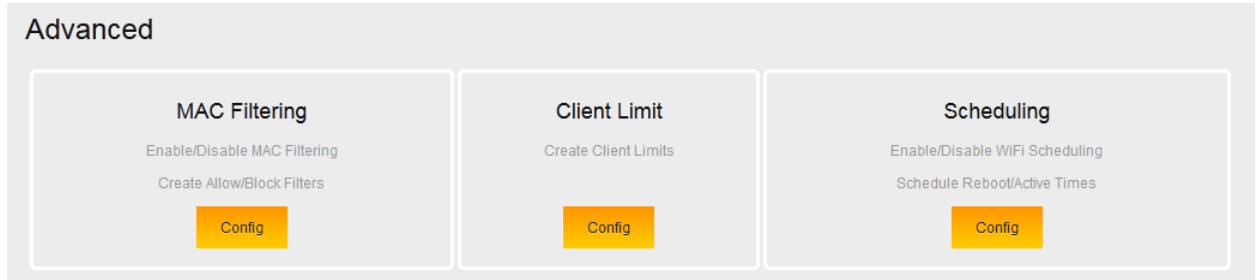 Advanced
MAC Filtering
Enable/Disable MAC Filtering
Create Allow/Block Filters
Config
Client Limit
Create Client Limits
Config
Scheduling
Enable/Disable WiFi Scheduling
Schedule Reboot/Active Times
Config